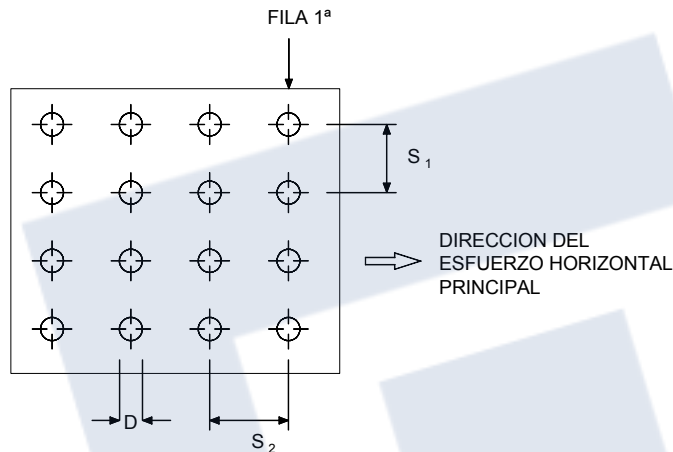 FILA 1ª
S 1
DIRECCION DEL
ESFUERZO HORIZONTAL
PRINCIPAL
D
S 2